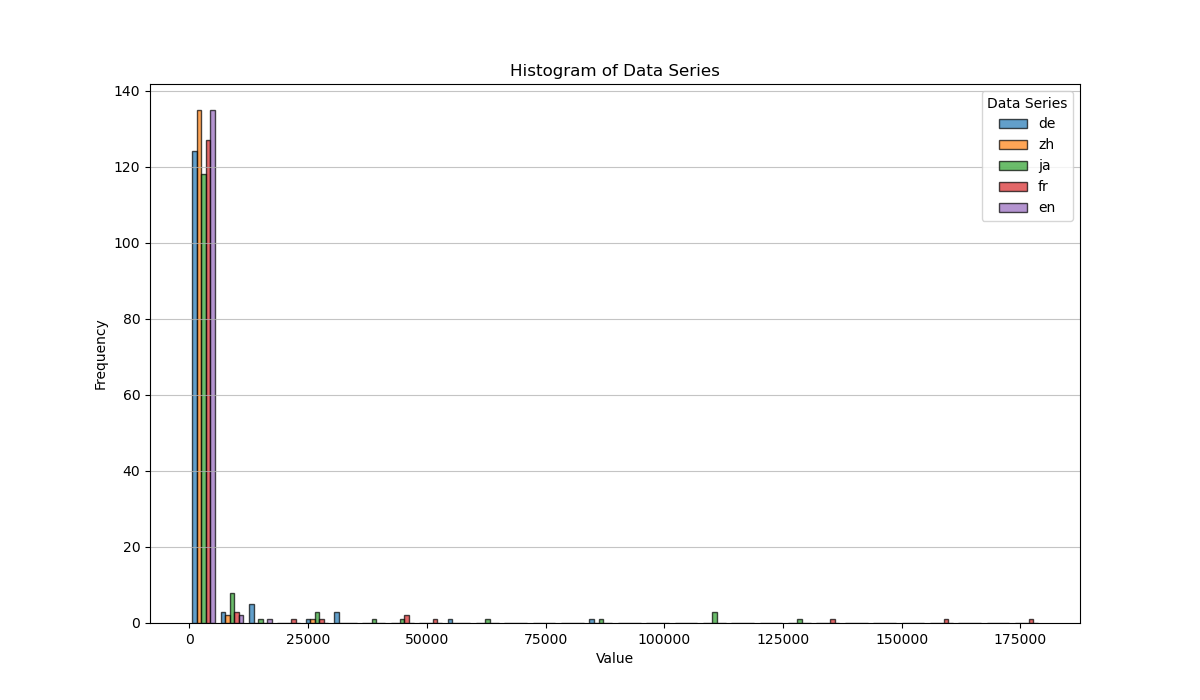 Histogram of Data Series
140
120
100
80
60
40
20
0
Frequency
Data Series
de
zh
ja
fr
en
0
25000
50000
75000
100000
125000
150000
175000
Value